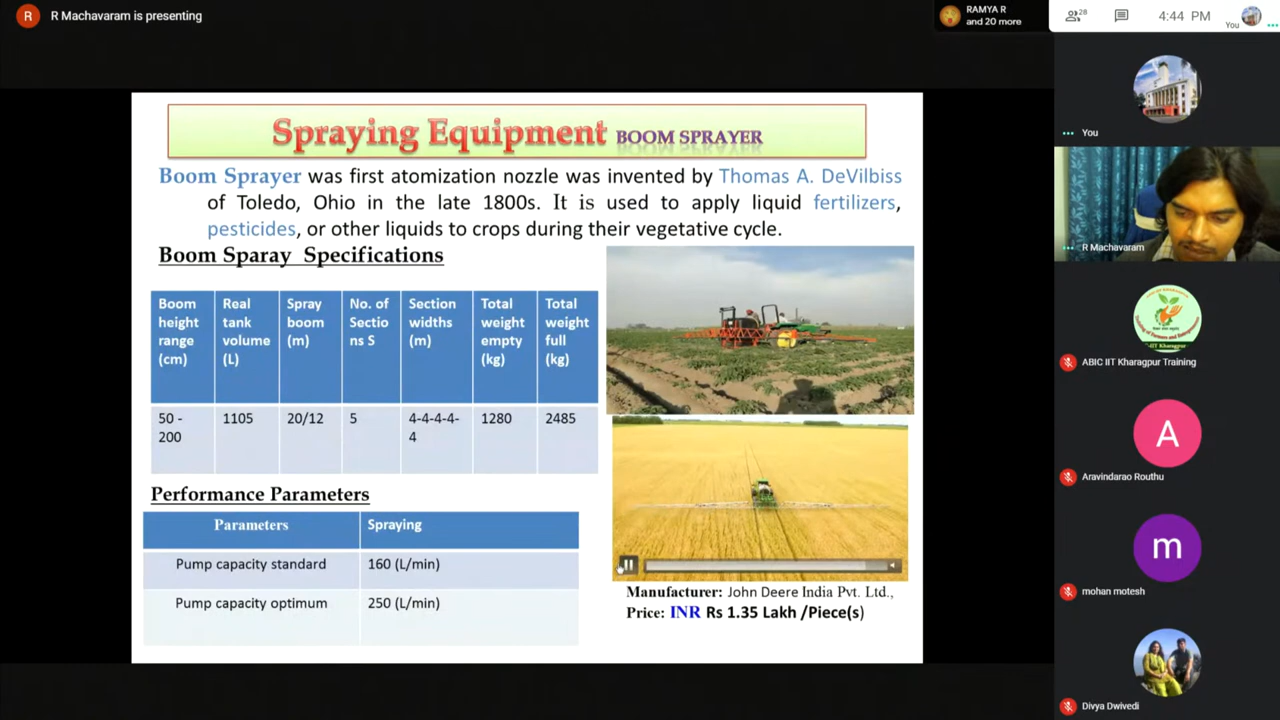 R
R Machavaram is presenting
RAMYA R
and 20 more
28
4:44 PM
You
Spraying Equipment BOOM SPRAYER
Boom Sprayer was first atomization nozzle was invented by Thomas A. DeVilbiss
of Toledo, Ohio in the late 1800s. It is used to apply liquid fertilizers,
pesticides, or other liquids to crops during their vegetative cycle.
Boom Sparay Specifications
Boom height range (cm)
Real tank volume (L)
Spray boom (m)
No. of Sectio ns S
Section widths (m)
Total weight empty (kg)
Total weight full (kg)
50 - 200
1105
20/12
5
4-4-4-4-4
1280
2485
Performance Parameters
Parameters Spraying
Pump capacity standard 160 (L/min)
Pump capacity optimum 250 (L/min)
Manufacturer: John Deere India Pvt. Ltd.,
Price: INR Rs 1.35 Lakh /Piece(s)
You
R Machavaram
ABIC IIT Kharagpur Training
A
Aravindarao Routhu
m
mohan motesh
Divya Dwivedi